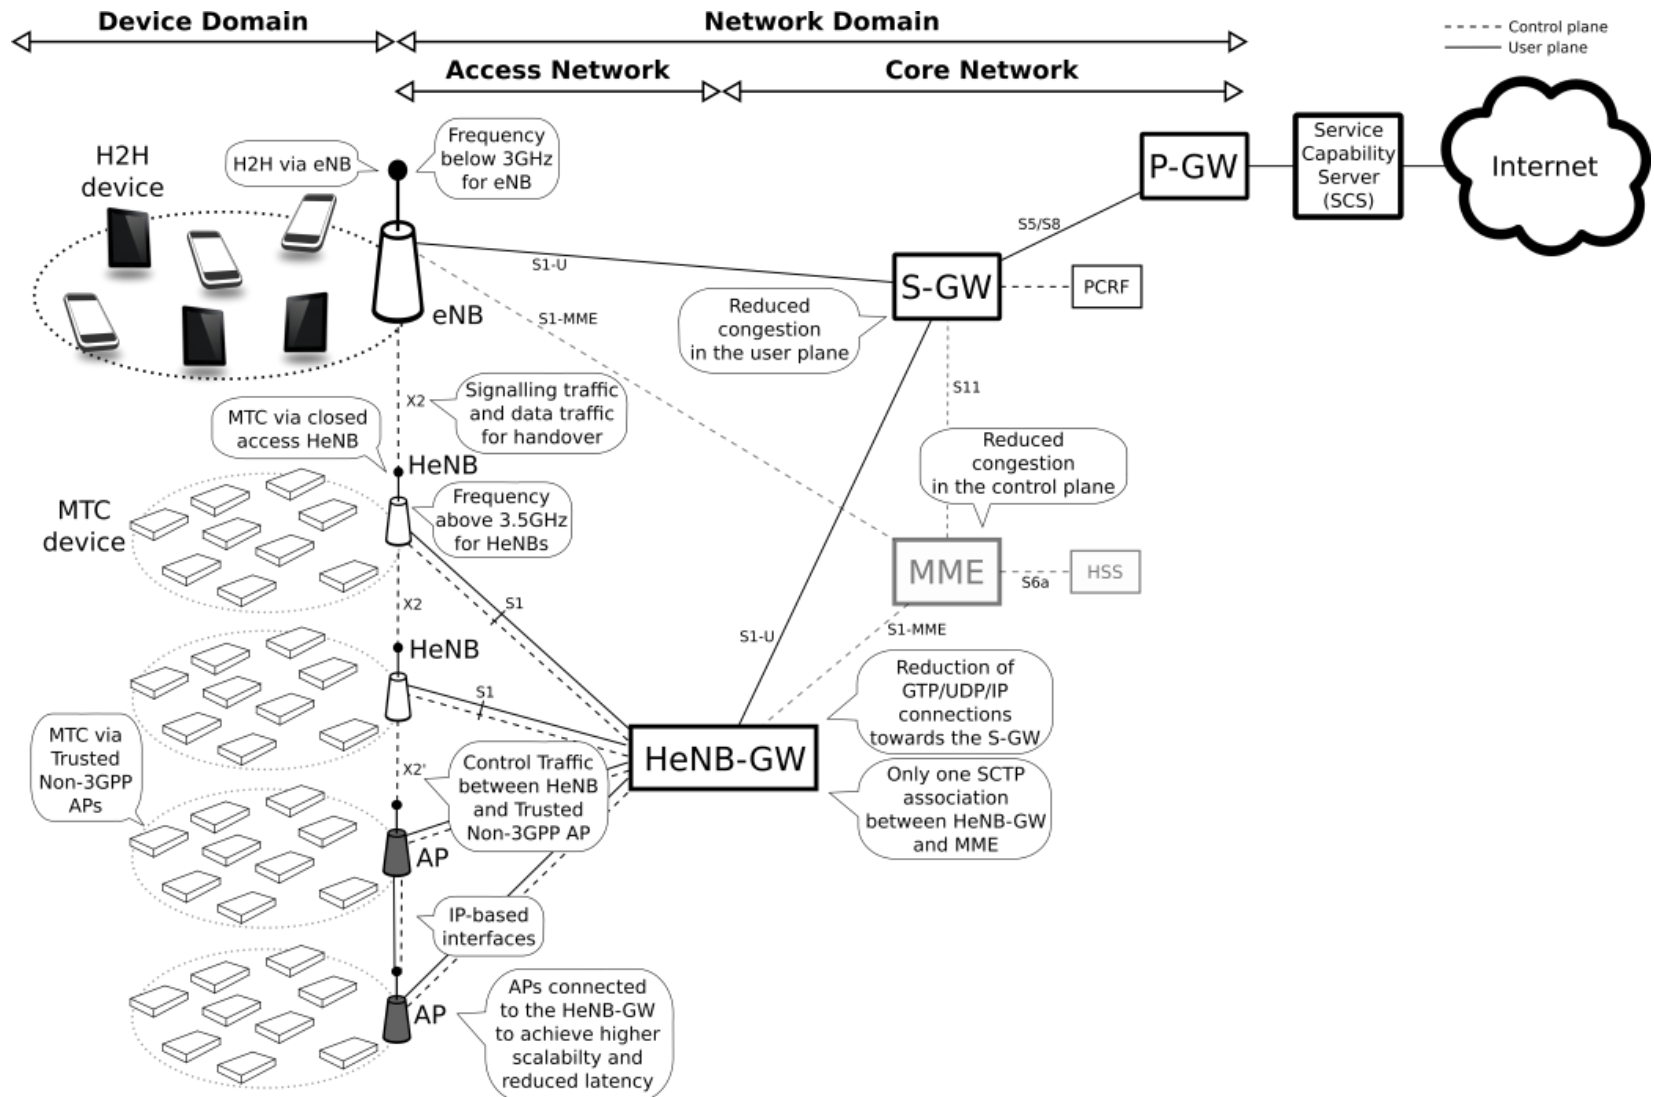 Device Domain
Network Domain
Control plane
User plane
Access Network
Core Network
H2H
device
H2H via eNB
Frequency
below 3GHz
for eNB
eNB
S1-U
S1-MME
P-GW
Service
Capability
Server
(SCS)
Internet
S5/S8
S-GW
PCRF
Reduced
congestion
in the user plane
S11
X2
Signalling traffic
and data traffic
for handover
MTC via closed
access HeNB
HeNB
Frequency
above 3.5GHz
for HeNBs
MTC
device
Reduced
congestion
in the control plane
MME
S6a
HSS
S1
X2
S1-U
S1-MME
HeNB
S1
Reduction of
GTP/UDP/IP
connections
towards the S-GW
HeNB-GW
Only one SCTP
association
between HeNB-GW
and MME
MTC via
Trusted
Non-3GPP
APs
X2'
Control Traffic
between HeNB
and Trusted
Non-3GPP AP
AP
IP-based
interfaces
AP
APs connected
to the HeNB-GW
to achieve higher
scalabilty and
reduced latency